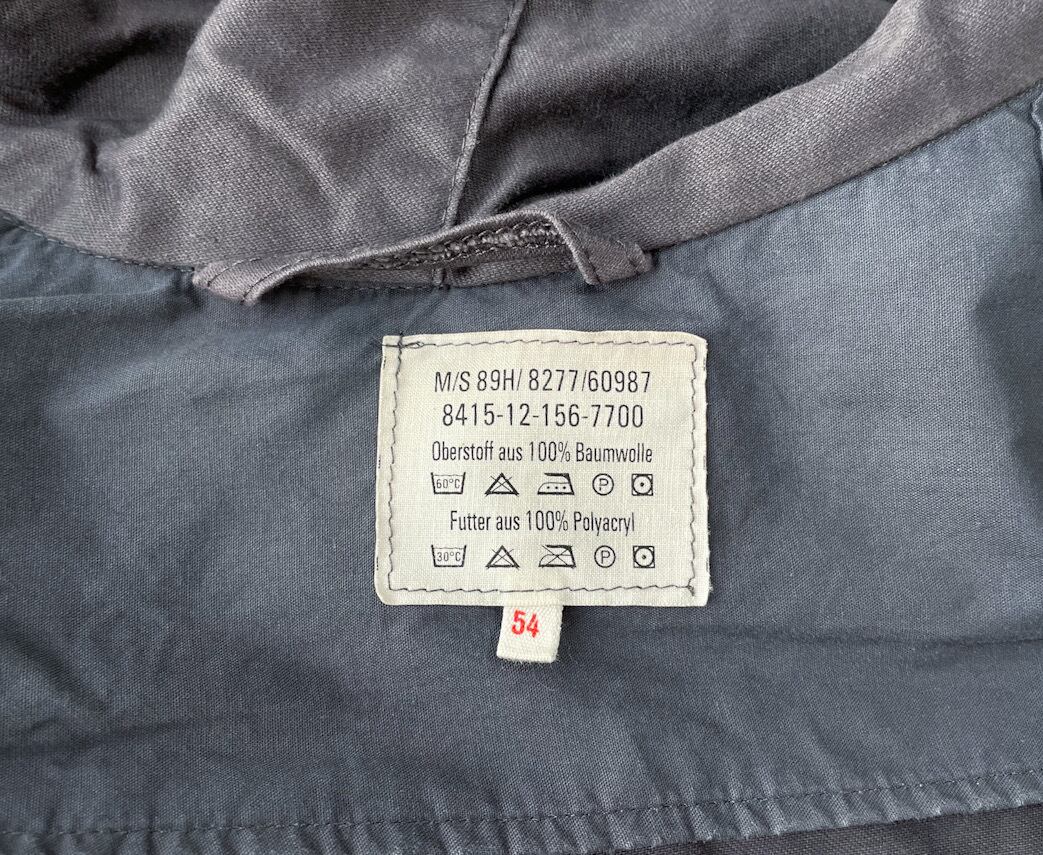 M/S 89H/ 8277/60987
8415-12-156-7700
Oberstoff aus 100% Baumwolle
60°C P
Futter aus 100% Polyacryl
30°C P
54